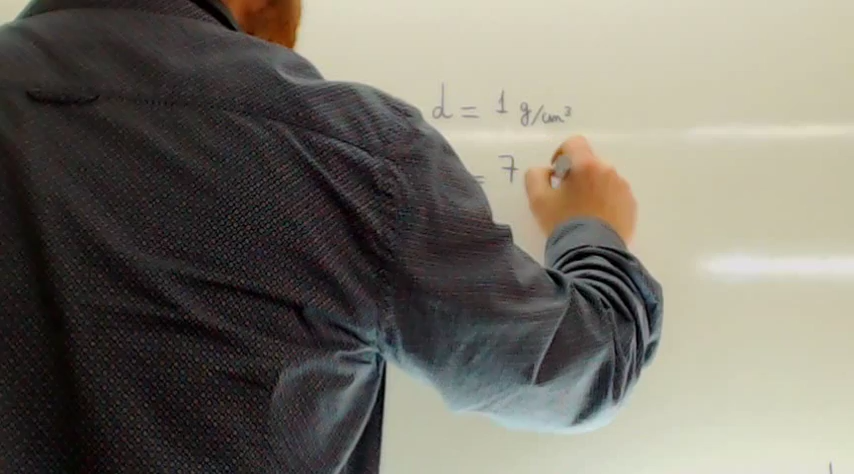 d = 1 g/cm³
= 7